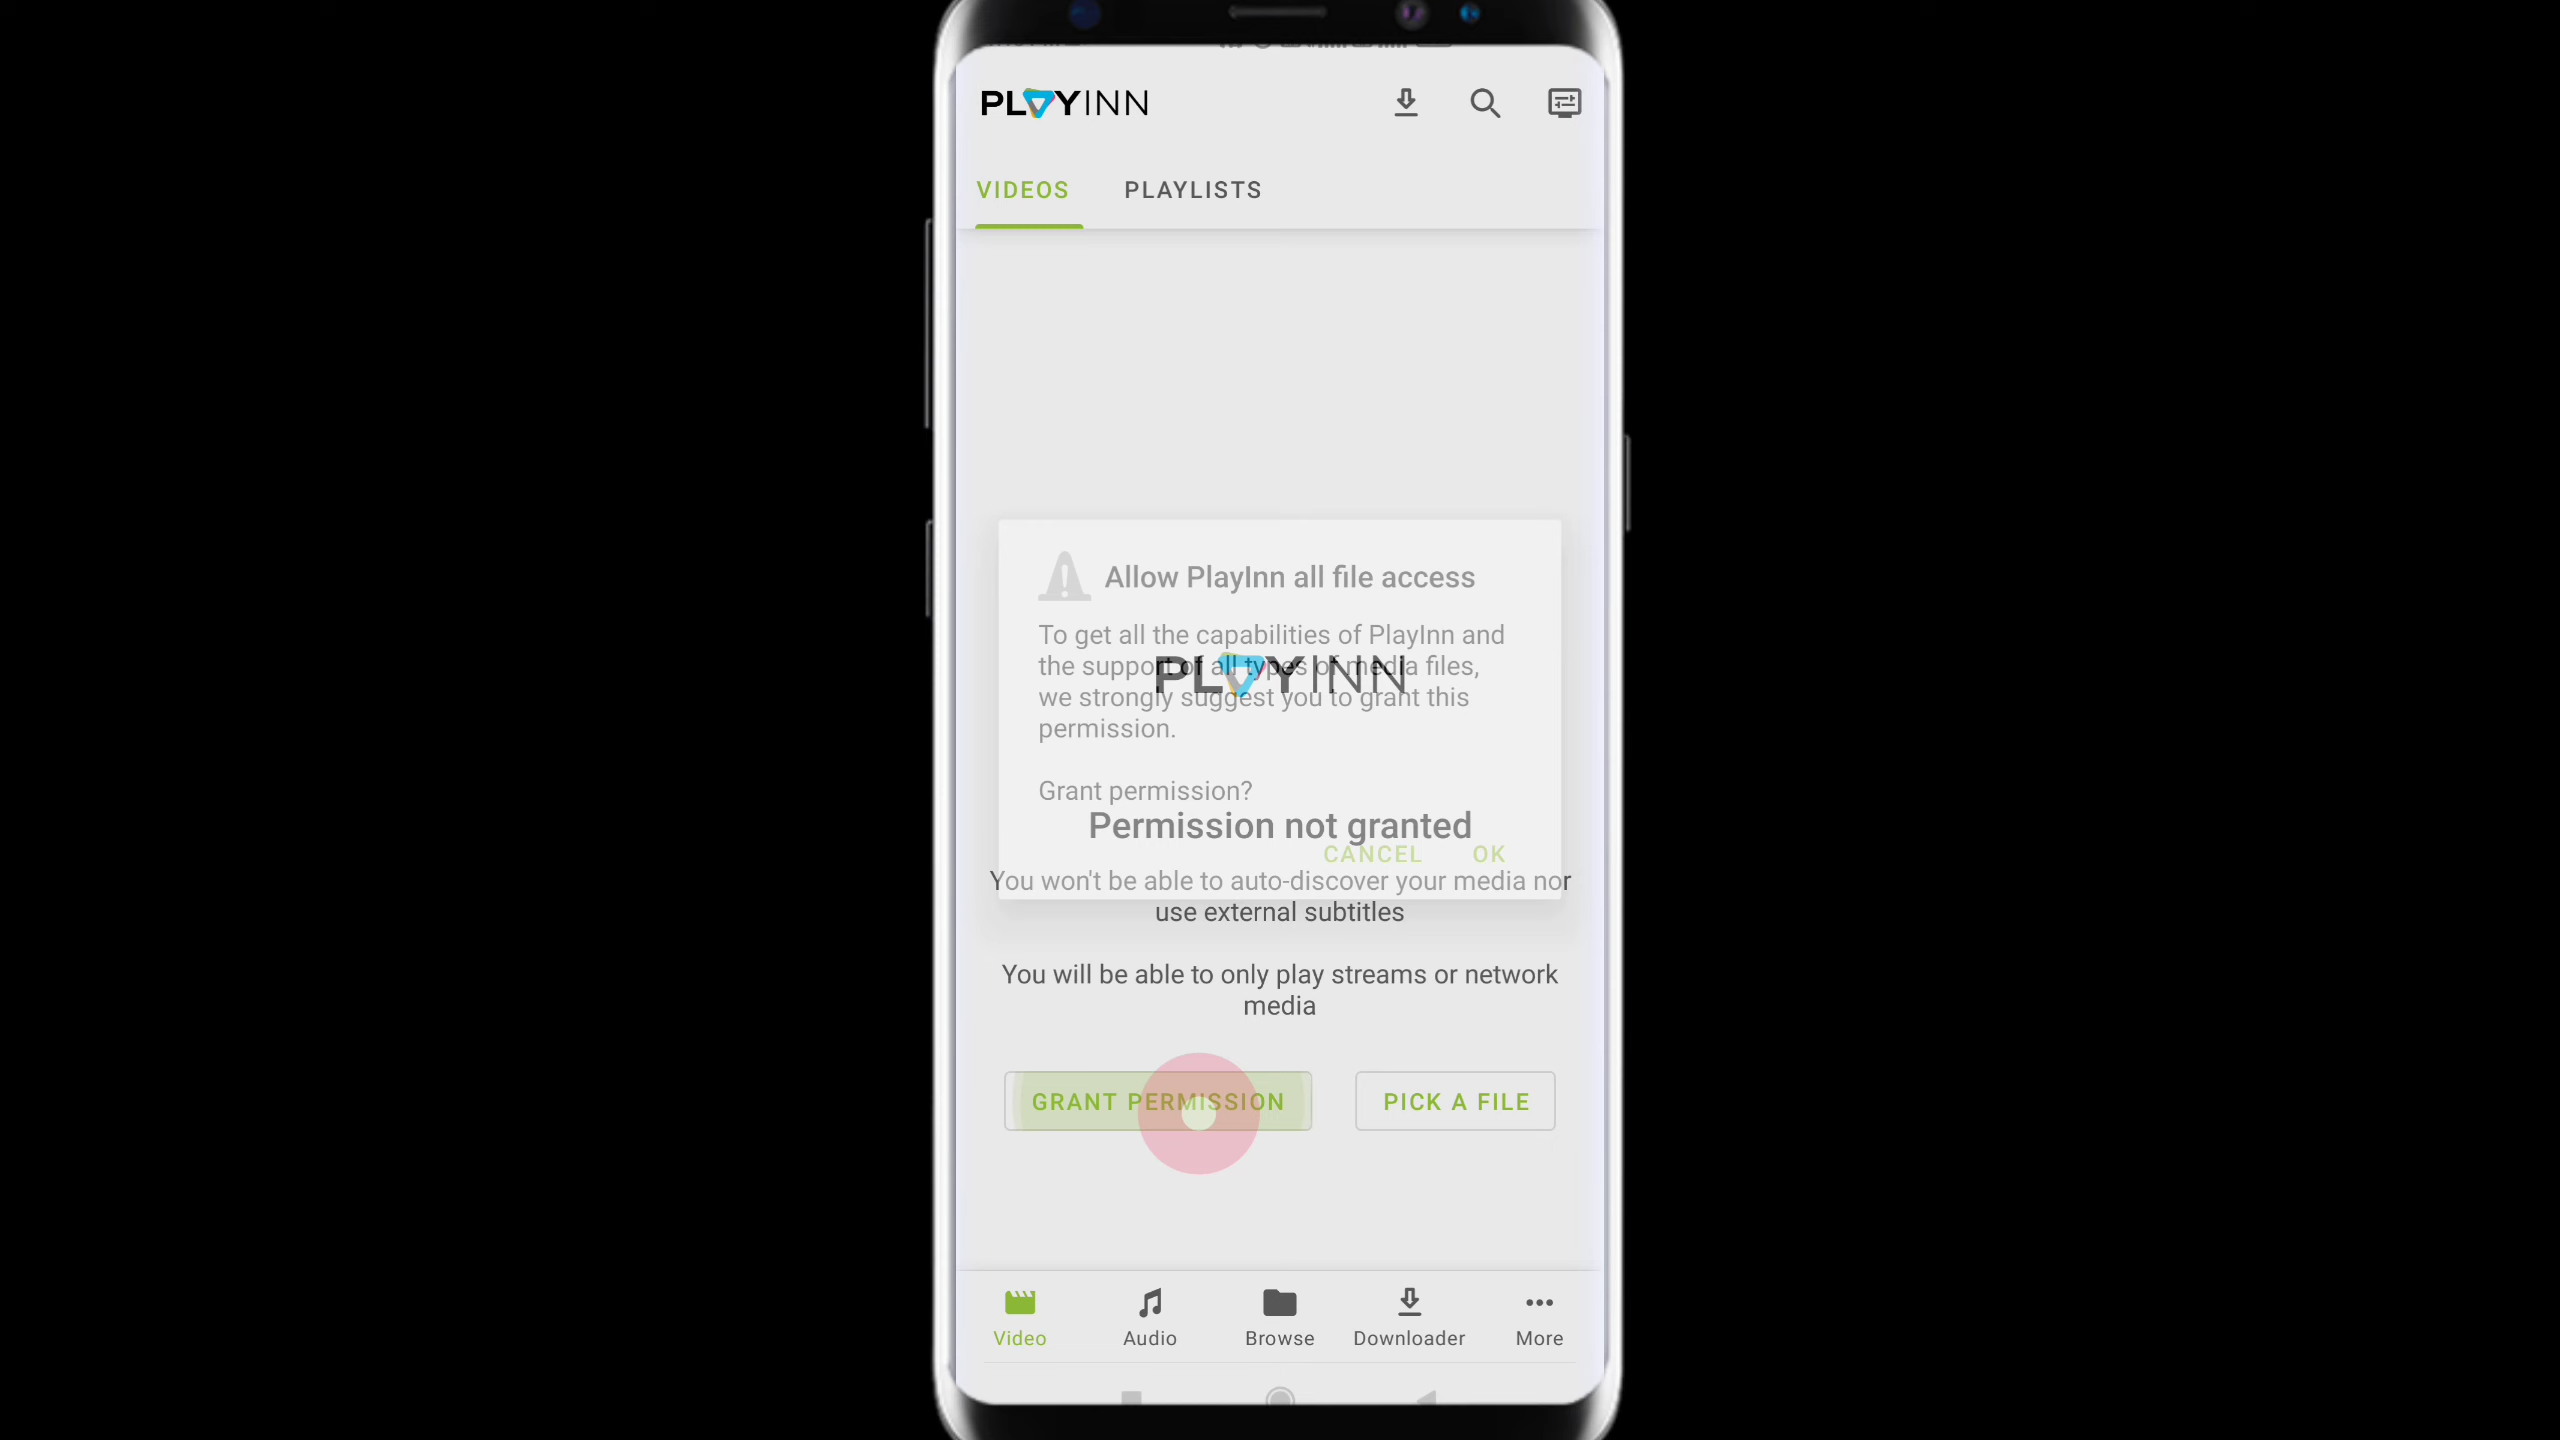 PLAYINN
VIDEOS PLAYLISTS
Allow PlayInn all file access
To get all the capabilities of PlayInn and
the support of all types of media files,
PLAYINN
we strongly suggest you to grant this
permission.
Grant permission?
Permission not granted
CANCEL OK
You won't be able to auto-discover your media nor
use external subtitles
You will be able to only play streams or network
media
GRANT PERMISSION PICK A FILE
Video Audio Browse Downloader More